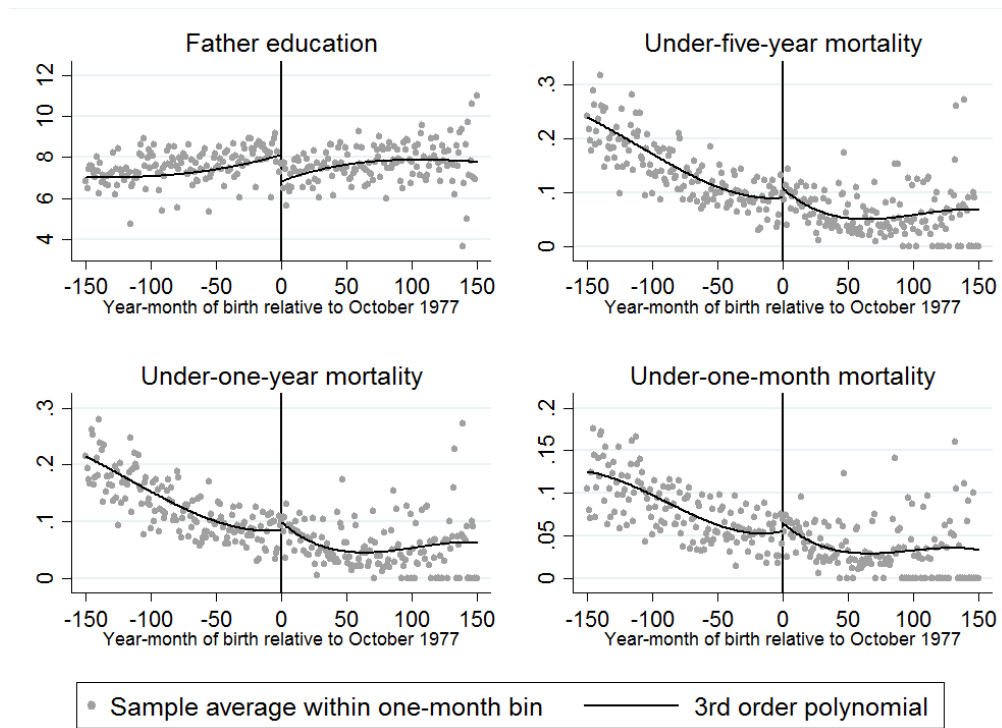 Father education
12
10
8
6
4
-150 -100 -50 0 50 100 150
Year-month of birth relative to October 1977
Under-five-year mortality
.3
.2
.1
0
-150 -100 -50 0 50 100 150
Year-month of birth relative to October 1977
Under-one-year mortality
.3
.2
.1
0
-150 -100 -50 0 50 100 150
Year-month of birth relative to October 1977
Under-one-month mortality
.2
.15
.1
.05
0
-150 -100 -50 0 50 100 150
Year-month of birth relative to October 1977
Sample average within one-month bin 3rd order polynomial